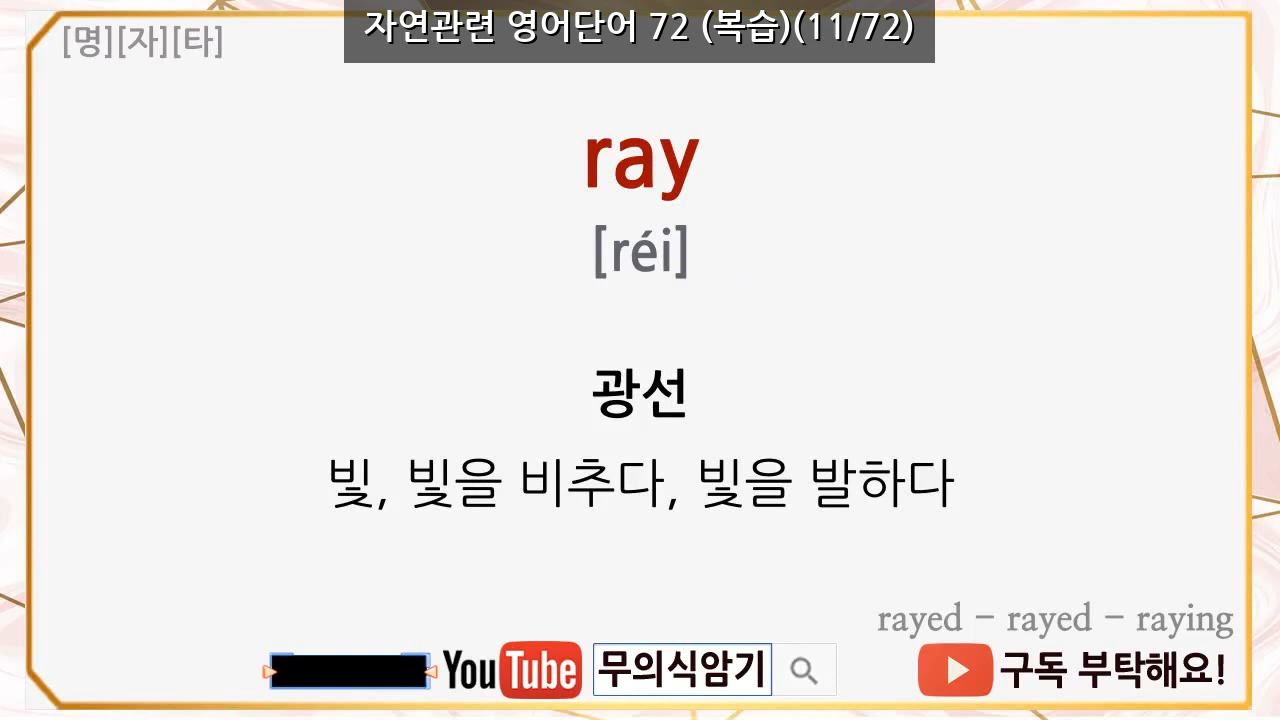 자연관련 영어단어 72 (복습)(11/72)
[명][자][타]
ray
[réi]
광선
빛, 빛을 비추다, 빛을 발하다
rayed - rayed - raying
YouTube 무의식암기 구독 부탁해요!